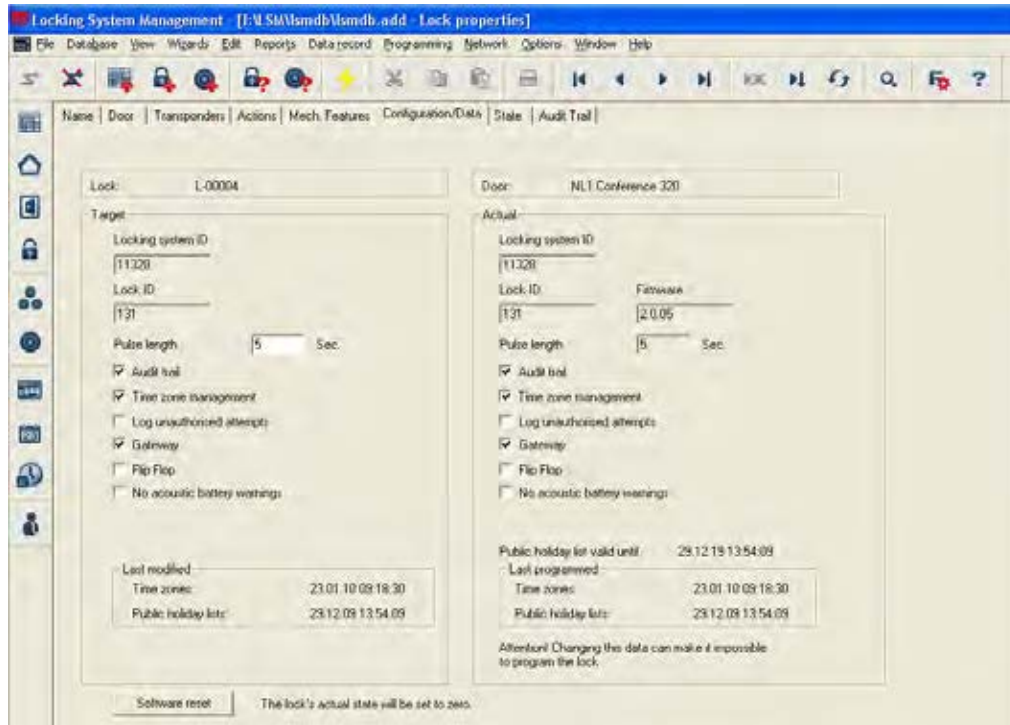 Locking System Management - [I:\LSM\lsmdb\lsmdb.add - Lock properties]
File Database View Wizards Edit Reports Data record Programming Network Options Window Help
Name Door Transponders Actions Mech. Features Configuration/Data State Audit Trail
Lock: L-00004 Door: NL1 Conference 320
Target Actual
Locking system ID Locking system ID
11328 11328
Lock ID Lock ID Firmware
131 131 2.0.05
Pulse length 5 Sec. Pulse length 5 Sec.
Audit trail Audit trail
Time zone management Time zone management
Log unauthorised attempts Log unauthorised attempts
Gateway Gateway
Flip Flop Flip Flop
No acoustic battery warnings No acoustic battery warnings
Public holiday list valid until: 29.12.19 13:54:09
Last modified Last programmed
Time zones: 23.01.10 09:18:30 Time zones: 23.01.10 09:18:30
Public holiday lists: 29.12.09 13:54:09 Public holiday lists: 29.12.09 13:54:09
Attention! Changing this data can make it impossible
to program the lock.
Software reset The lock's actual state will be set to zero.